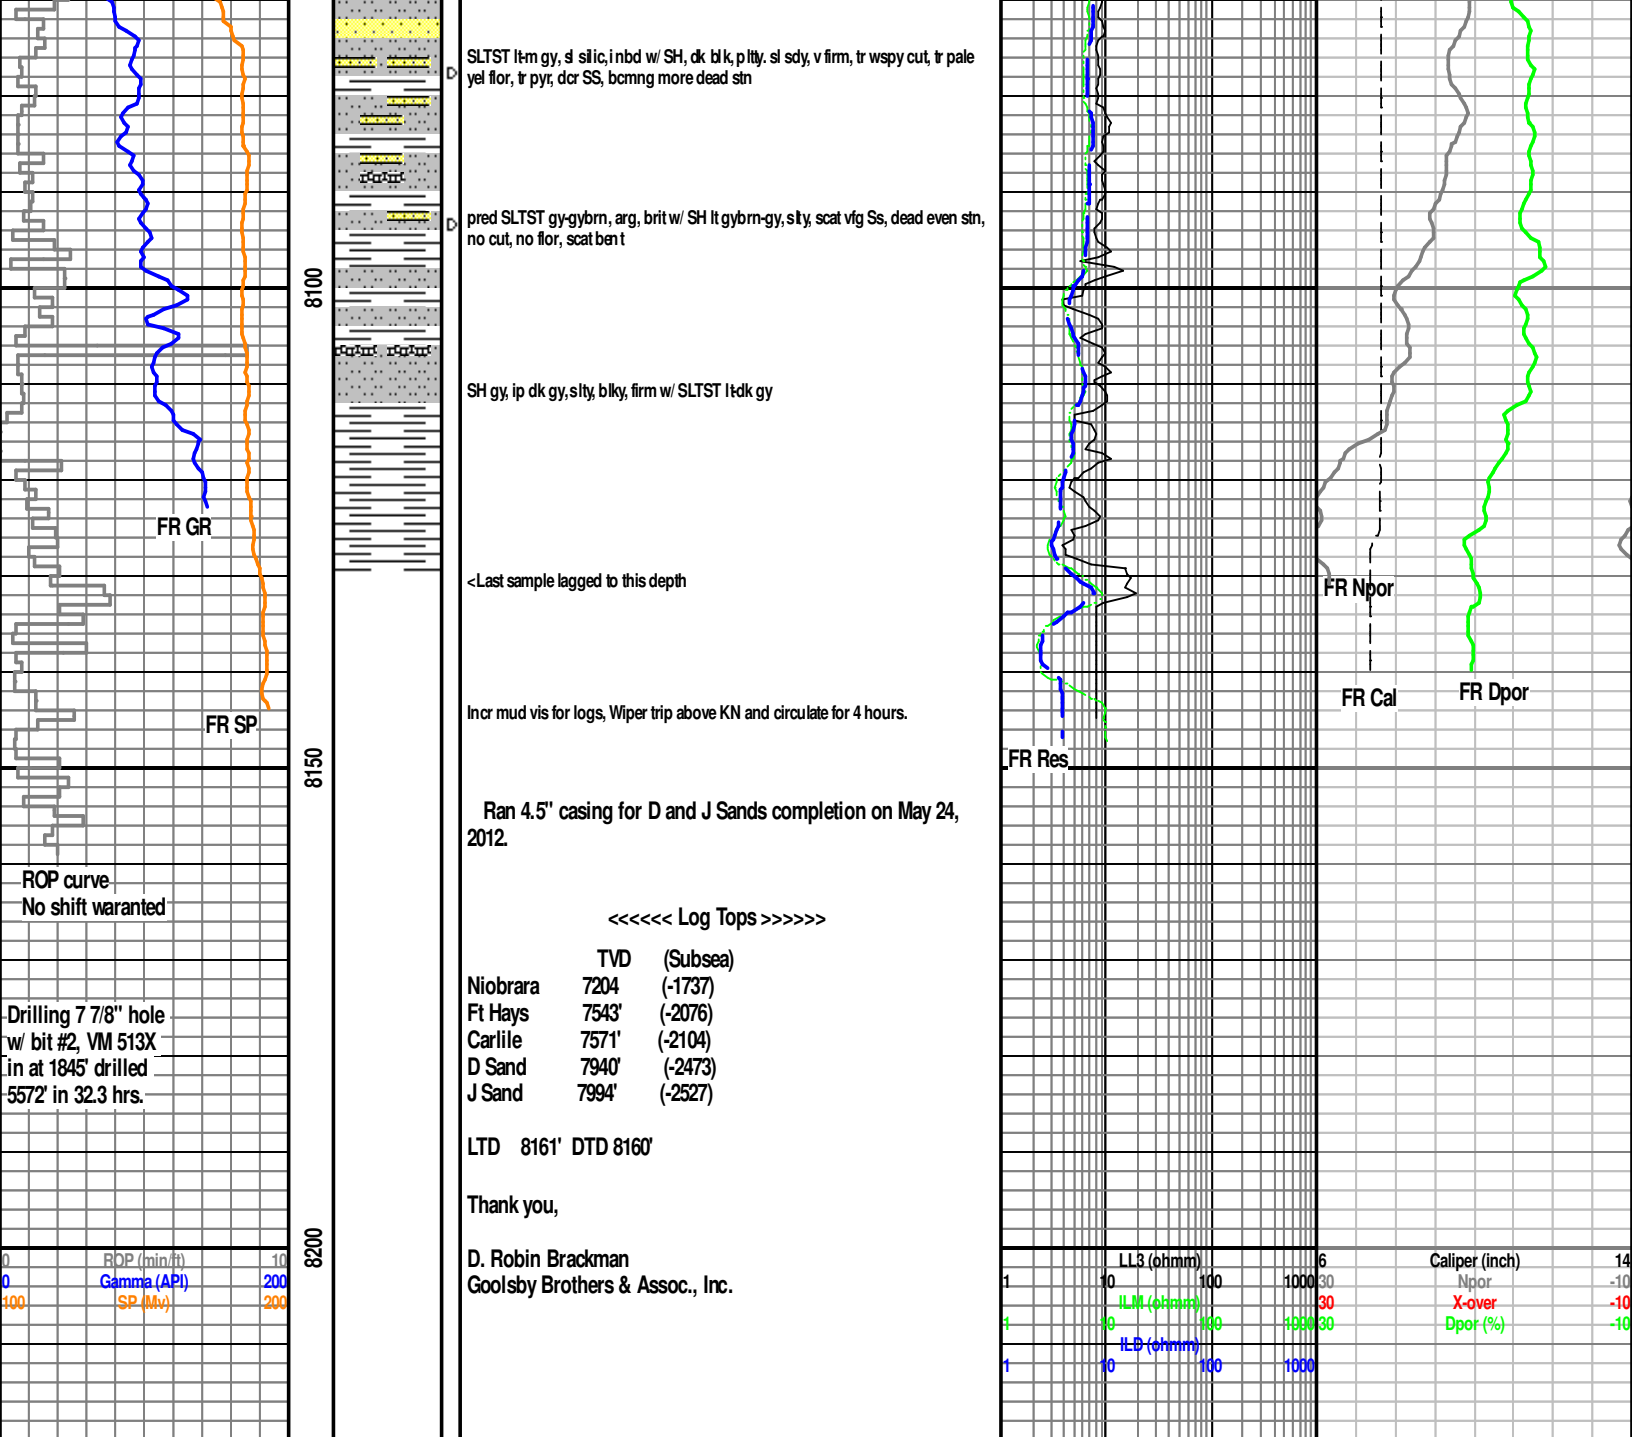 SLTST lt-m gy, sl silic, inbd w/ SH, dk blk, pltty. sl sdy, v firm, tr wspy cut, tr pale
yel flor, tr pyr, dcr SS, bcmng more dead stn
pred SLTST gy-gybrn, arg, brit w/ SH lt gybrn-gy, slty, scat vfg Ss, dead even stn,
no cut, no flor, scat bent
8100
SH gy, ip dk gy, slty, blky, firm w/ SLTST lt-dk gy
FR GR
<Last sample lagged to this depth
FR Npor
FR Cal
FR Dpor
FR SP
Incr mud vis for logs, Wiper trip above KN and circulate for 4 hours.
FR Res
8150
Ran 4.5" casing for D and J Sands completion on May 24,
2012.
ROP curve
No shift waranted
<<<<<< Log Tops >>>>>>
TVD (Subsea)
Niobrara 7204 (-1737)
Ft Hays 7543' (-2076)
Carlile 7571' (-2104)
D Sand 7940' (-2473)
J Sand 7994' (-2527)
Drilling 7 7/8" hole
w/ bit #2, VM 513X
in at 1845' drilled
5572' in 32.3 hrs.
LTD 8161' DTD 8160'
Thank you,
D. Robin Brackman
Goolsby Brothers & Assoc., Inc.
8200
0 ROP (min/ft) 10
0 Gamma (API) 200
100 SP (Mv) 200
LL3 (ohmm)
1 10 100 1000
ILM (ohmm)
1 10 100 1000
ILD (ohmm)
1 10 100 1000
6 Caliper (inch) 14
30 Npor -10
30 X-over -10
30 Dpor (%) -10